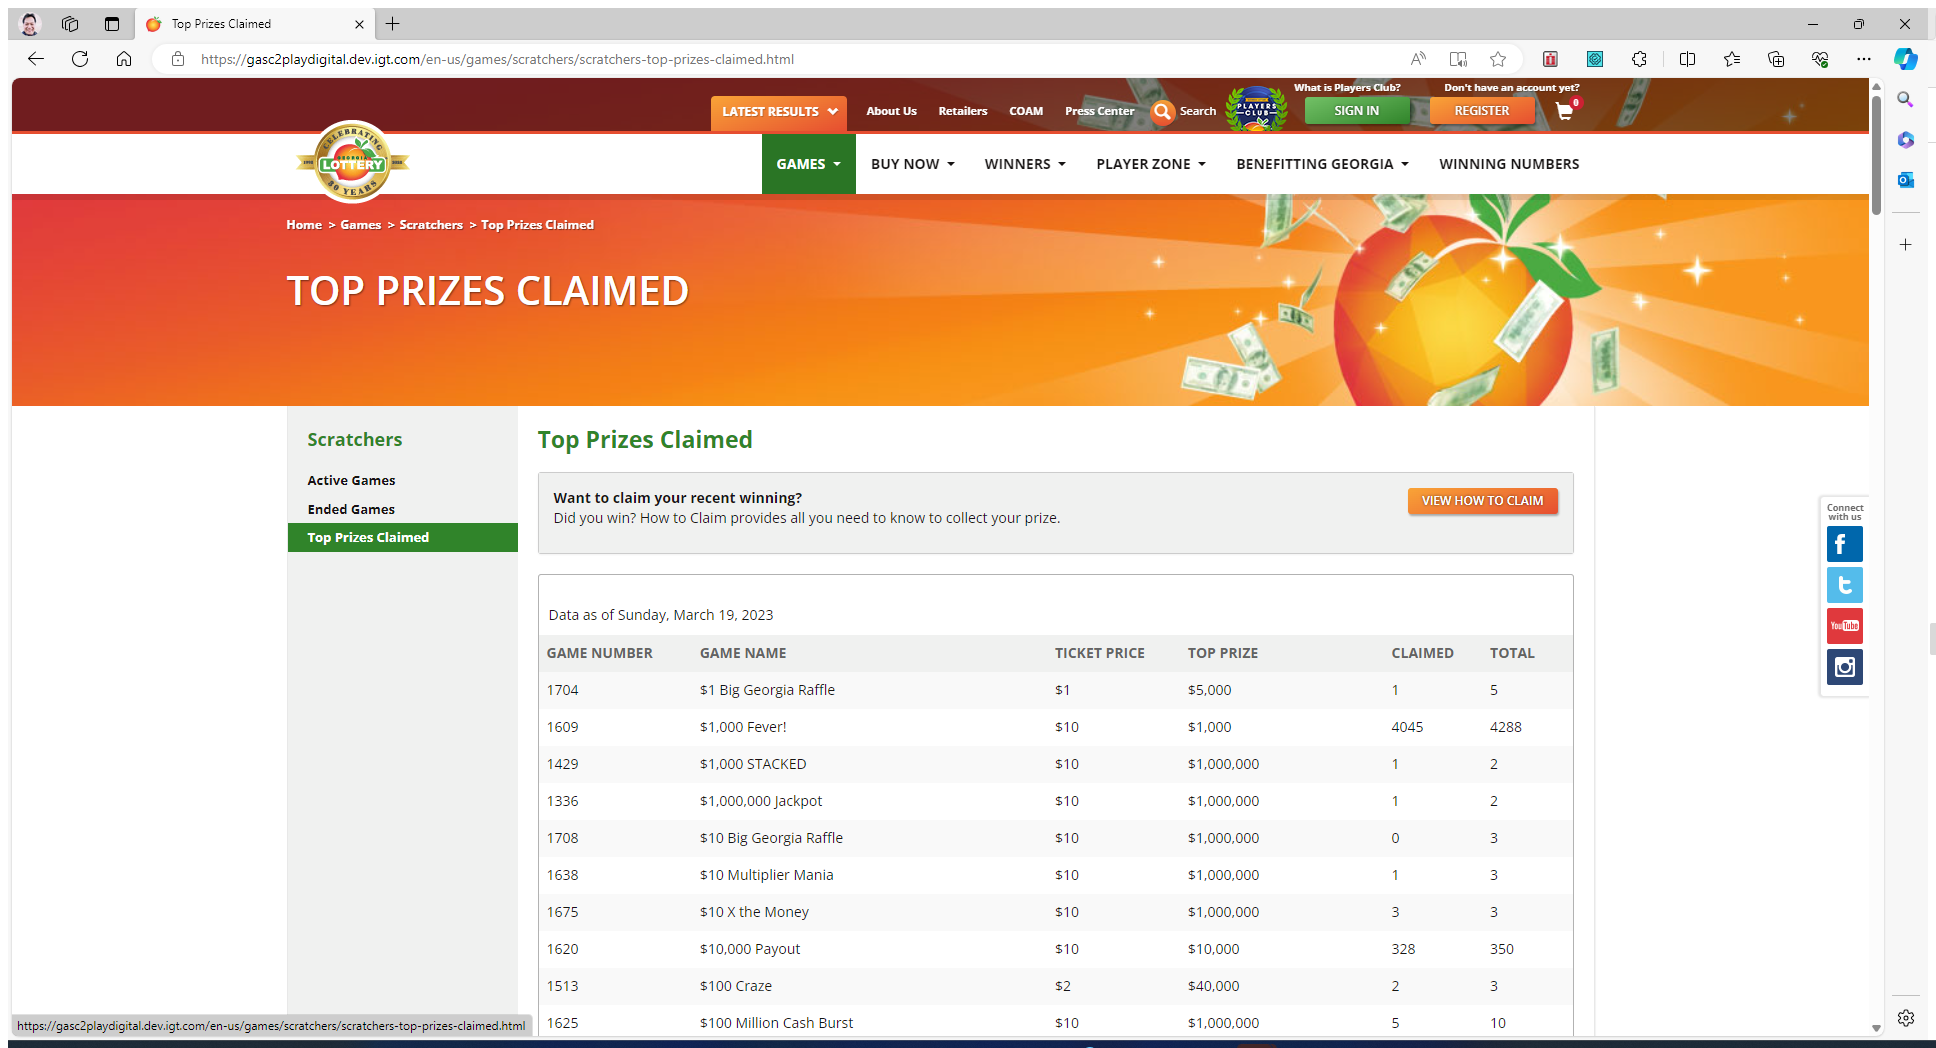 Top Prizes Claimed
https://gasc2playdigital.dev.igt.com/en-us/games/scratchers/scratchers-top-prizes-claimed.html
What is Players Club? Don't have an account yet?
LATEST RESULTS About Us Retailers COAM Press Center Search PLAYERS CLUB SIGN IN REGISTER 0
CELEBRATING
GEORGIA
LOTTERY
30 YEARS
GAMES BUY NOW WINNERS PLAYER ZONE BENEFITTING GEORGIA WINNING NUMBERS
Home > Games > Scratchers > Top Prizes Claimed
TOP PRIZES CLAIMED
Scratchers
Active Games
Ended Games
Top Prizes Claimed
Top Prizes Claimed
Want to claim your recent winning?
Did you win? How to Claim provides all you need to know to collect your prize.
VIEW HOW TO CLAIM
Data as of Sunday, March 19, 2023
GAME NUMBER GAME NAME TICKET PRICE TOP PRIZE CLAIMED TOTAL
1704 $1 Big Georgia Raffle $1 $5,000 1 5
1609 $1,000 Fever! $10 $1,000 4045 4288
1429 $1,000 STACKED $10 $1,000,000 1 2
1336 $1,000,000 Jackpot $10 $1,000,000 1 2
1708 $10 Big Georgia Raffle $10 $1,000,000 0 3
1638 $10 Multiplier Mania $10 $1,000,000 1 3
1675 $10 X the Money $10 $1,000,000 3 3
1620 $10,000 Payout $10 $10,000 328 350
1513 $100 Craze $2 $40,000 2 3
1625 $100 Million Cash Burst $10 $1,000,000 5 10
Connect
with us
You Tube
https://gasc2playdigital.dev.igt.com/en-us/games/scratchers/scratchers-top-prizes-claimed.html